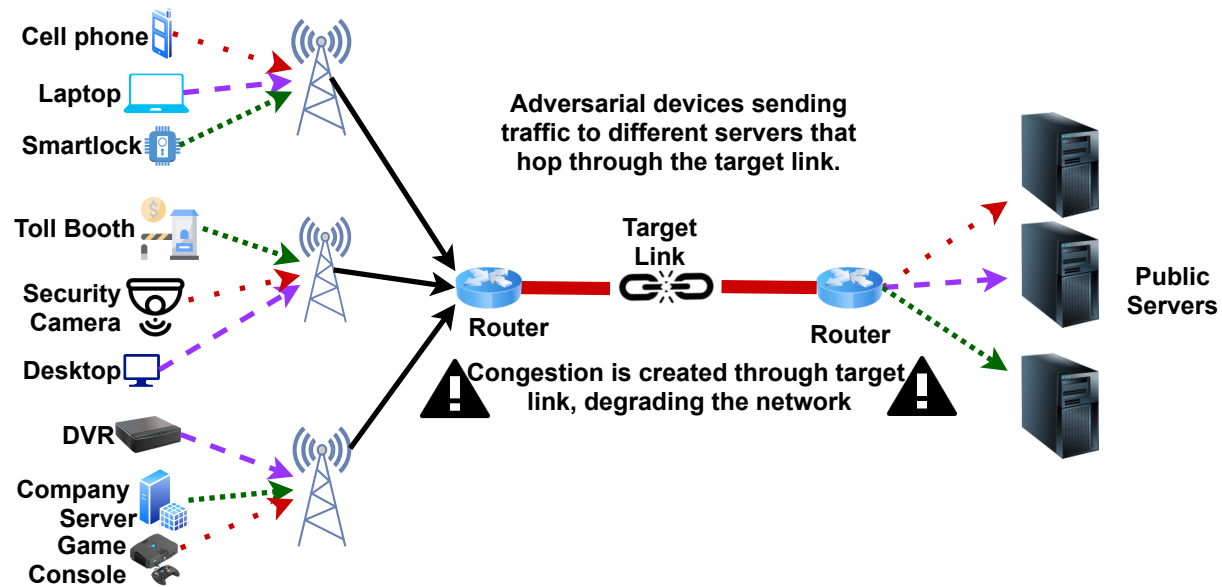 Cell phone
Laptop
Smartlock
Toll Booth
Security
Camera
Desktop
DVR
Company
Server
Game
Console
Adversarial devices sending
traffic to different servers that
hop through the target link.
Target
Link
Router
Router
Congestion is created through target
link, degrading the network
Public
Servers